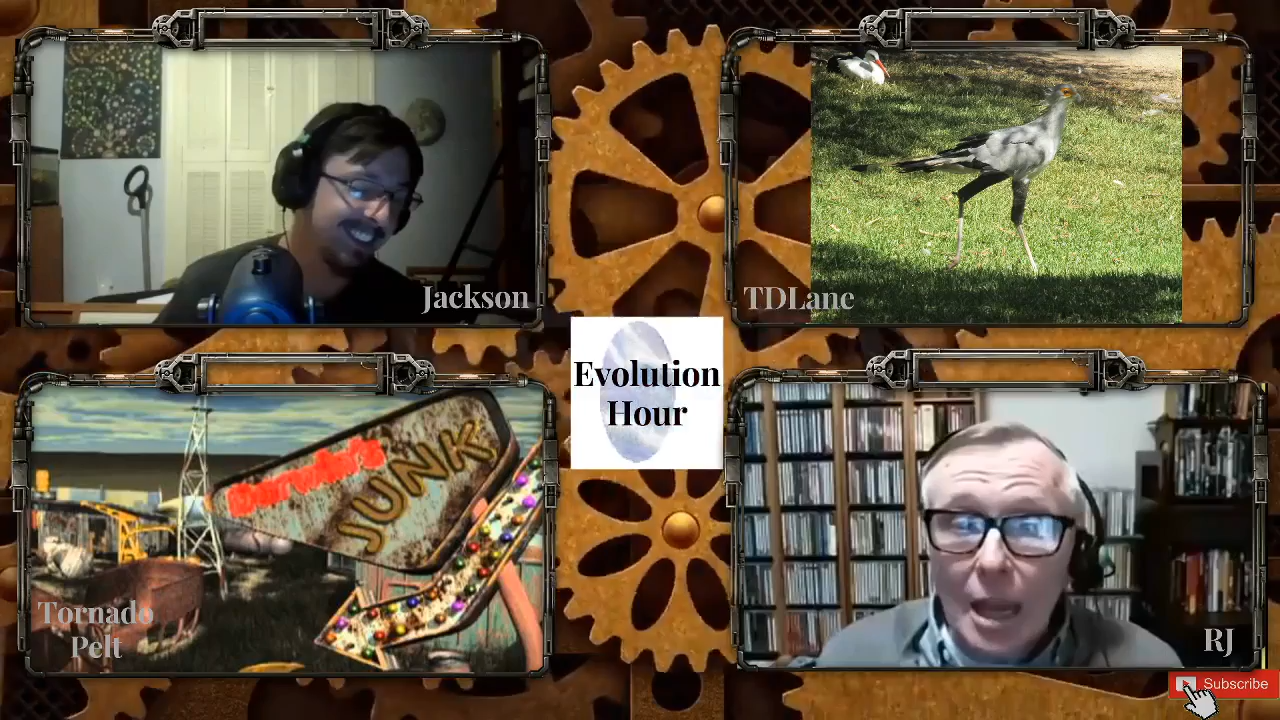 Jackson
TDLane
Evolution
Hour
Darwin's
JUNK
Tornado
Pelt
RJ
Subscribe